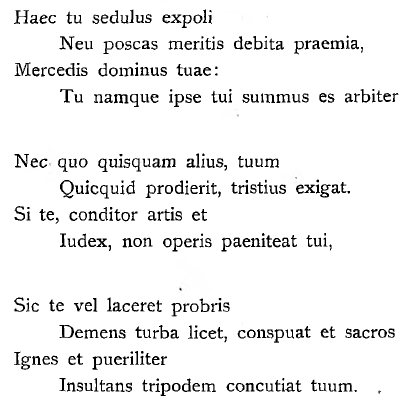 Haec tu sedulus expoli
Neu poscas meritis debita praemia,
Mercedis dominus tuae:
Tu namque ipse tui summus es arbiter
Nec quo quisquam alius, tuum
Quicquid prodierit, tristius exigat.
Si te, conditor artis et
Iudex, non operis paeniteat tui,
Sic te vel laceret probris
Demens turba licet, conspuat et sacros
Ignes et pueriliter
Insultans tripodem concutiat tuum.